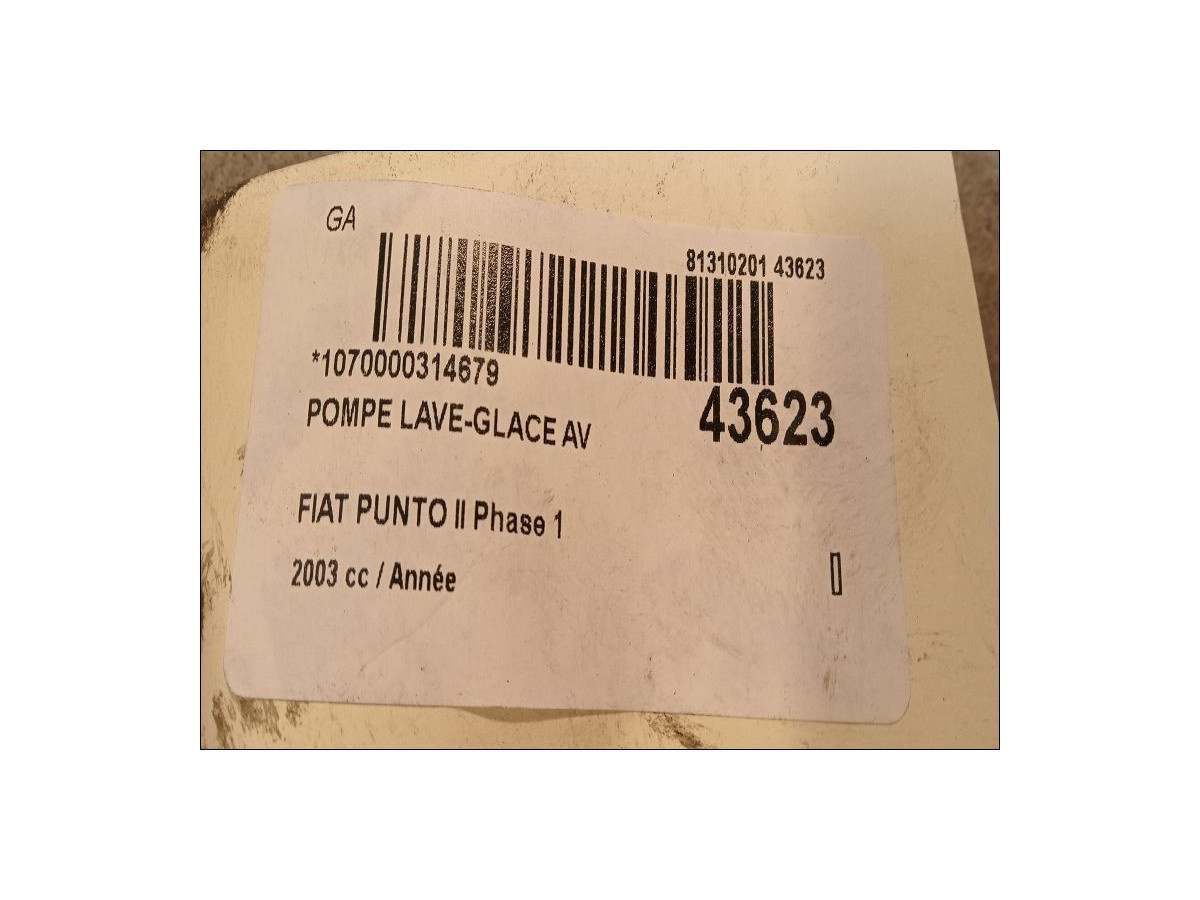 GA
81310201 43623
*1070000314679
43623
POMPE LAVE-GLACE AV
FIAT PUNTO II Phase 1
2003 cc / Année